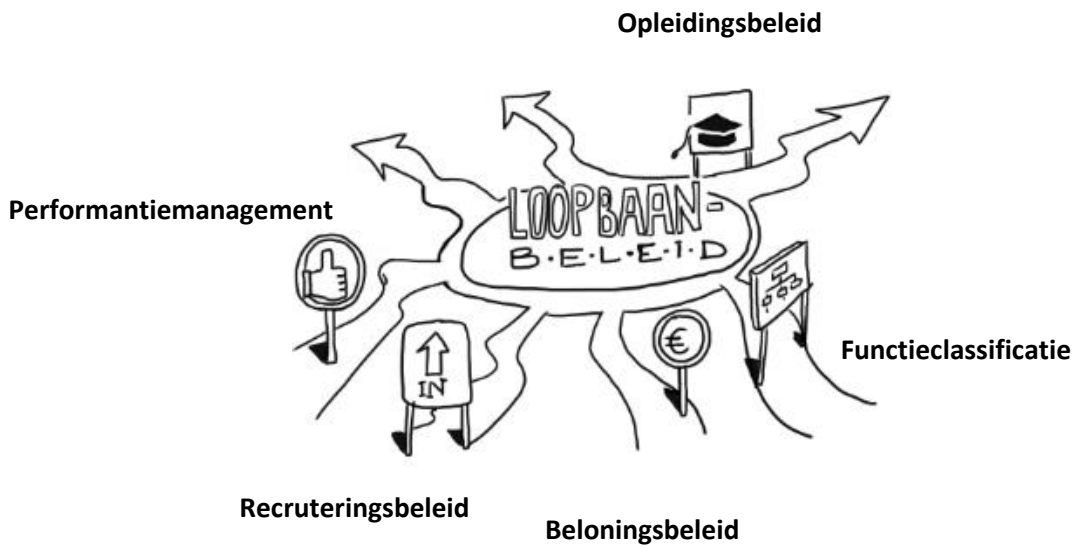 Opleidingsbeleid
LOOPBAAN-
B·E·L·E·I·D
Performantiemanagement
€
IN
Functieclassificatie
Recruteringsbeleid
Beloningsbeleid